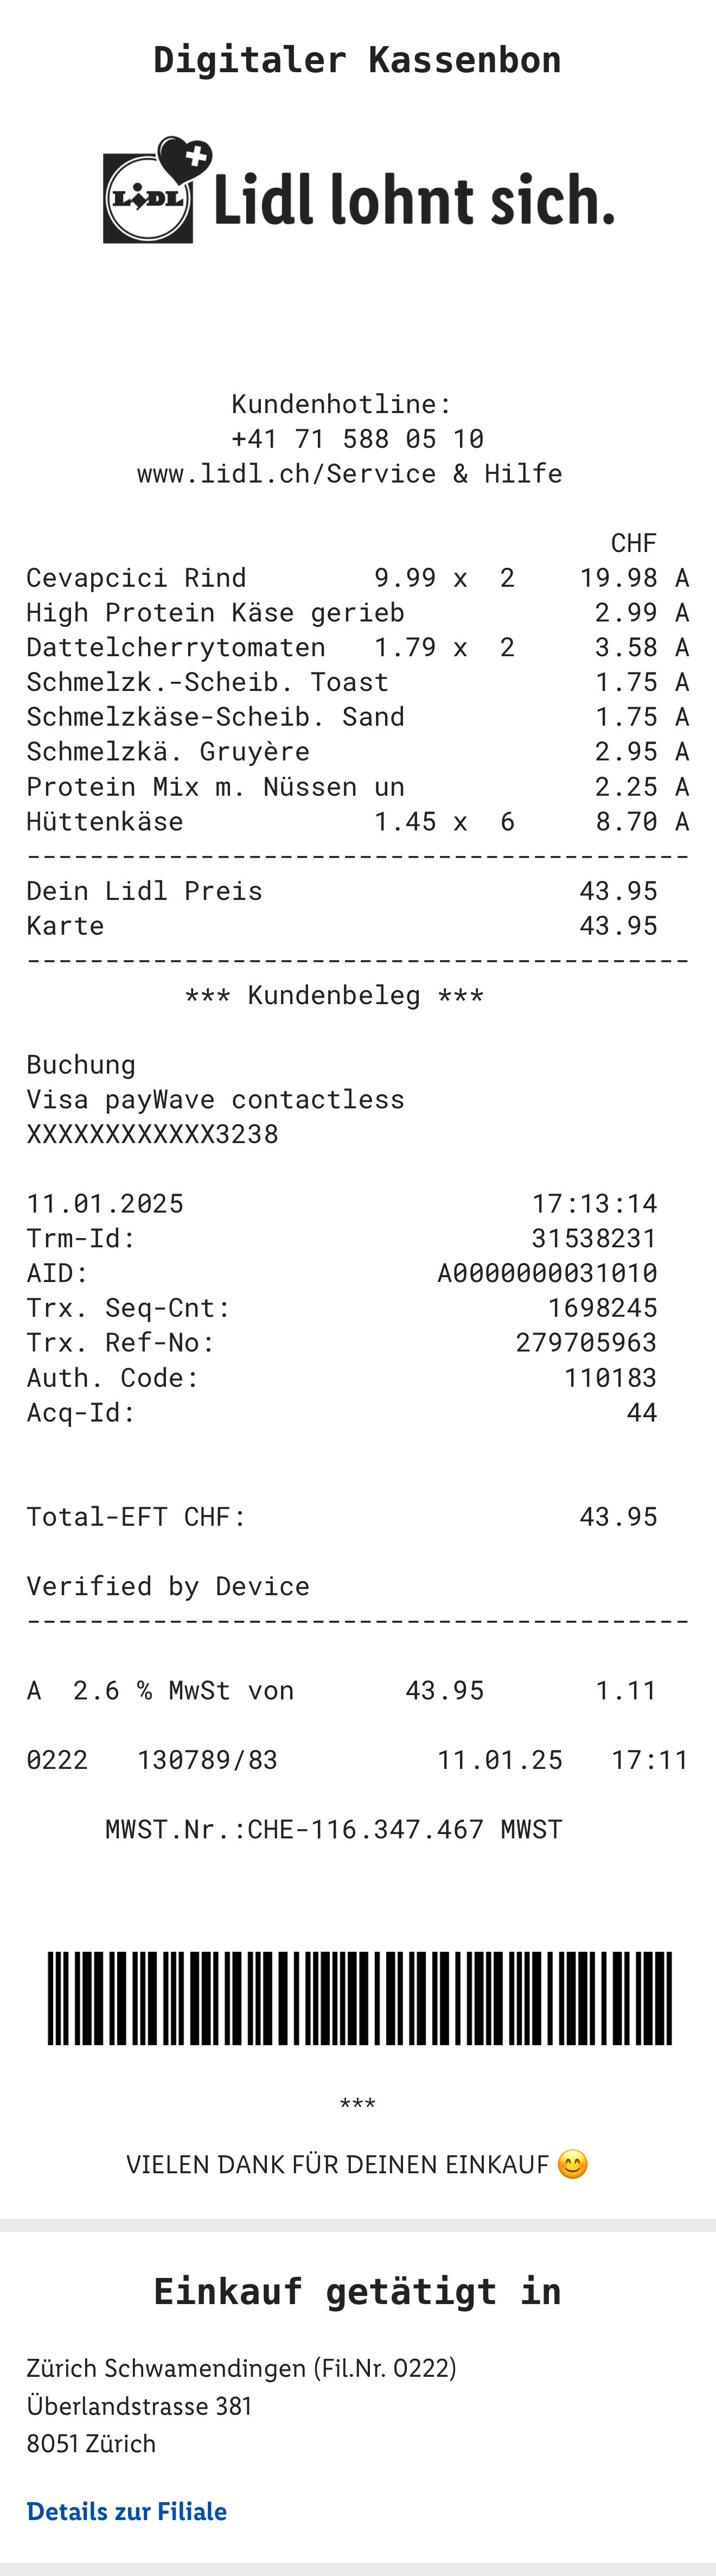 Digitaler Kassenbon
LIDL Lidl lohnt sich.
Kundenhotline:
+41 71 588 05 10
www.lidl.ch/Service & Hilfe
CHF
Cevapcici Rind 9.99 x 2 19.98 A
High Protein Käse gerieb 2.99 A
Dattelcherrytomaten 1.79 x 2 3.58 A
Schmelzk.-Scheib. Toast 1.75 A
Schmelzkäse-Scheib. Sand 1.75 A
Schmelzkä. Gruyère 2.95 A
Protein Mix m. Nüssen un 2.25 A
Hüttenkäse 1.45 x 6 8.70 A
------------------------------------------
Dein Lidl Preis 43.95
Karte 43.95
------------------------------------------
*** Kundenbeleg ***
Buchung
Visa payWave contactless
XXXXXXXXXXXX3238
11.01.2025 17:13:14
Trm-Id: 31538231
AID: A0000000031010
Trx. Seq-Cnt: 1698245
Trx. Ref-No: 279705963
Auth. Code: 110183
Acq-Id: 44
Total-EFT CHF: 43.95
Verified by Device
------------------------------------------
A 2.6 % MwSt von 43.95 1.11
0222 130789/83 11.01.25 17:11
MWST.Nr.:CHE-116.347.467 MWST
***
VIELEN DANK FÜR DEINEN EINKAUF 😊
Einkauf getätigt in
Zürich Schwamendingen (Fil.Nr. 0222)
Überlandstrasse 381
8051 Zürich
Details zur Filiale